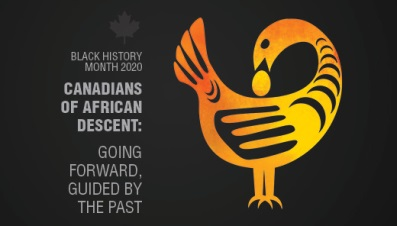 BLACK HISTORY
MONTH 2020
CANADIANS
OF AFRICAN
DESCENT:
GOING
FORWARD,
GUIDED BY
THE PAST